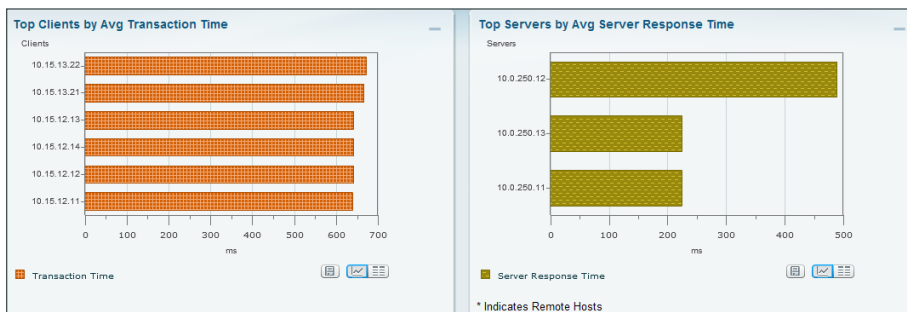 Top Clients by Avg Transaction Time
Clients
10.15.13.22
10.15.13.21
10.15.12.13
10.15.12.14
10.15.12.12
10.15.12.11
0 100 200 300 400 500 600 700
ms
Transaction Time
Top Servers by Avg Server Response Time
Servers
10.0.250.12
10.0.250.13
10.0.250.11
0 100 200 300 400 500
ms
Server Response Time
* Indicates Remote Hosts